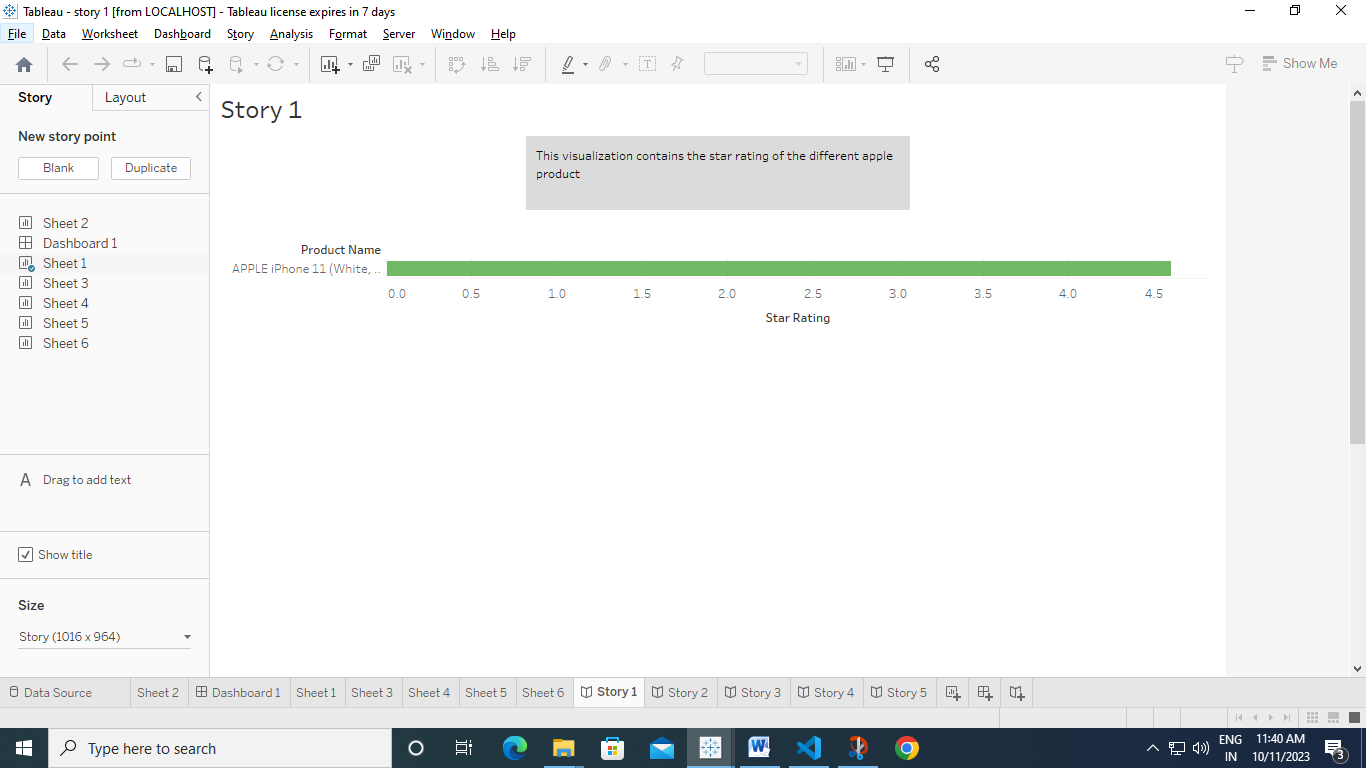 Tableau - story 1 [from LOCALHOST] - Tableau license expires in 7 days
File Data Worksheet Dashboard Story Analysis Format Server Window Help
Show Me
Story Layout
New story point
Blank Duplicate
Sheet 2
Dashboard 1
Sheet 1
Sheet 3
Sheet 4
Sheet 5
Sheet 6
A Drag to add text
Show title
Size
Story (1016 x 964)
Story 1
This visualization contains the star rating of the different apple
product
Product Name
APPLE iPhone 11 (White, ..
0.0 0.5 1.0 1.5 2.0 2.5 3.0 3.5 4.0 4.5
Star Rating
Data Source Sheet 2 Dashboard 1 Sheet 1 Sheet 3 Sheet 4 Sheet 5 Sheet 6 Story 1 Story 2 Story 3 Story 4 Story 5
Type here to search
ENG
IN
11:40 AM
10/11/2023
3